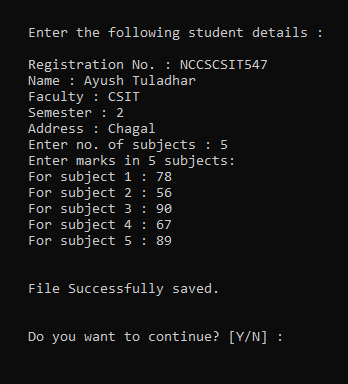 Enter the following student details :
Registration No. : NCCSCSIT547
Name : Ayush Tuladhar
Faculty : CSIT
Semester : 2
Address : Chagal
Enter no. of subjects : 5
Enter marks in 5 subjects:
For subject 1 : 78
For subject 2 : 56
For subject 3 : 90
For subject 4 : 67
For subject 5 : 89
File Successfully saved.
Do you want to continue? [Y/N] :